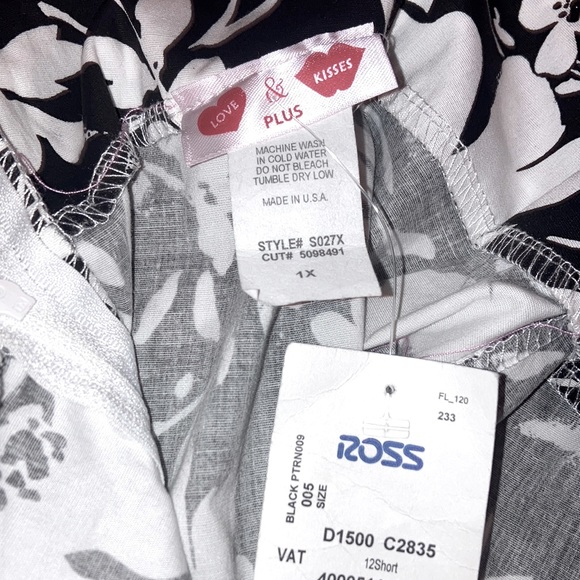 LOVE & KISSES
PLUS
MACHINE WASH
IN COLD WATER
DO NOT BLEACH
TUMBLE DRY LOW
MADE IN U.S.A.
STYLE# S027X
CUT# 5098491
1X
FL_120
233
ROSS
BLACK PTRN009
005
SIZE
D1500 C2835
VAT
12Short